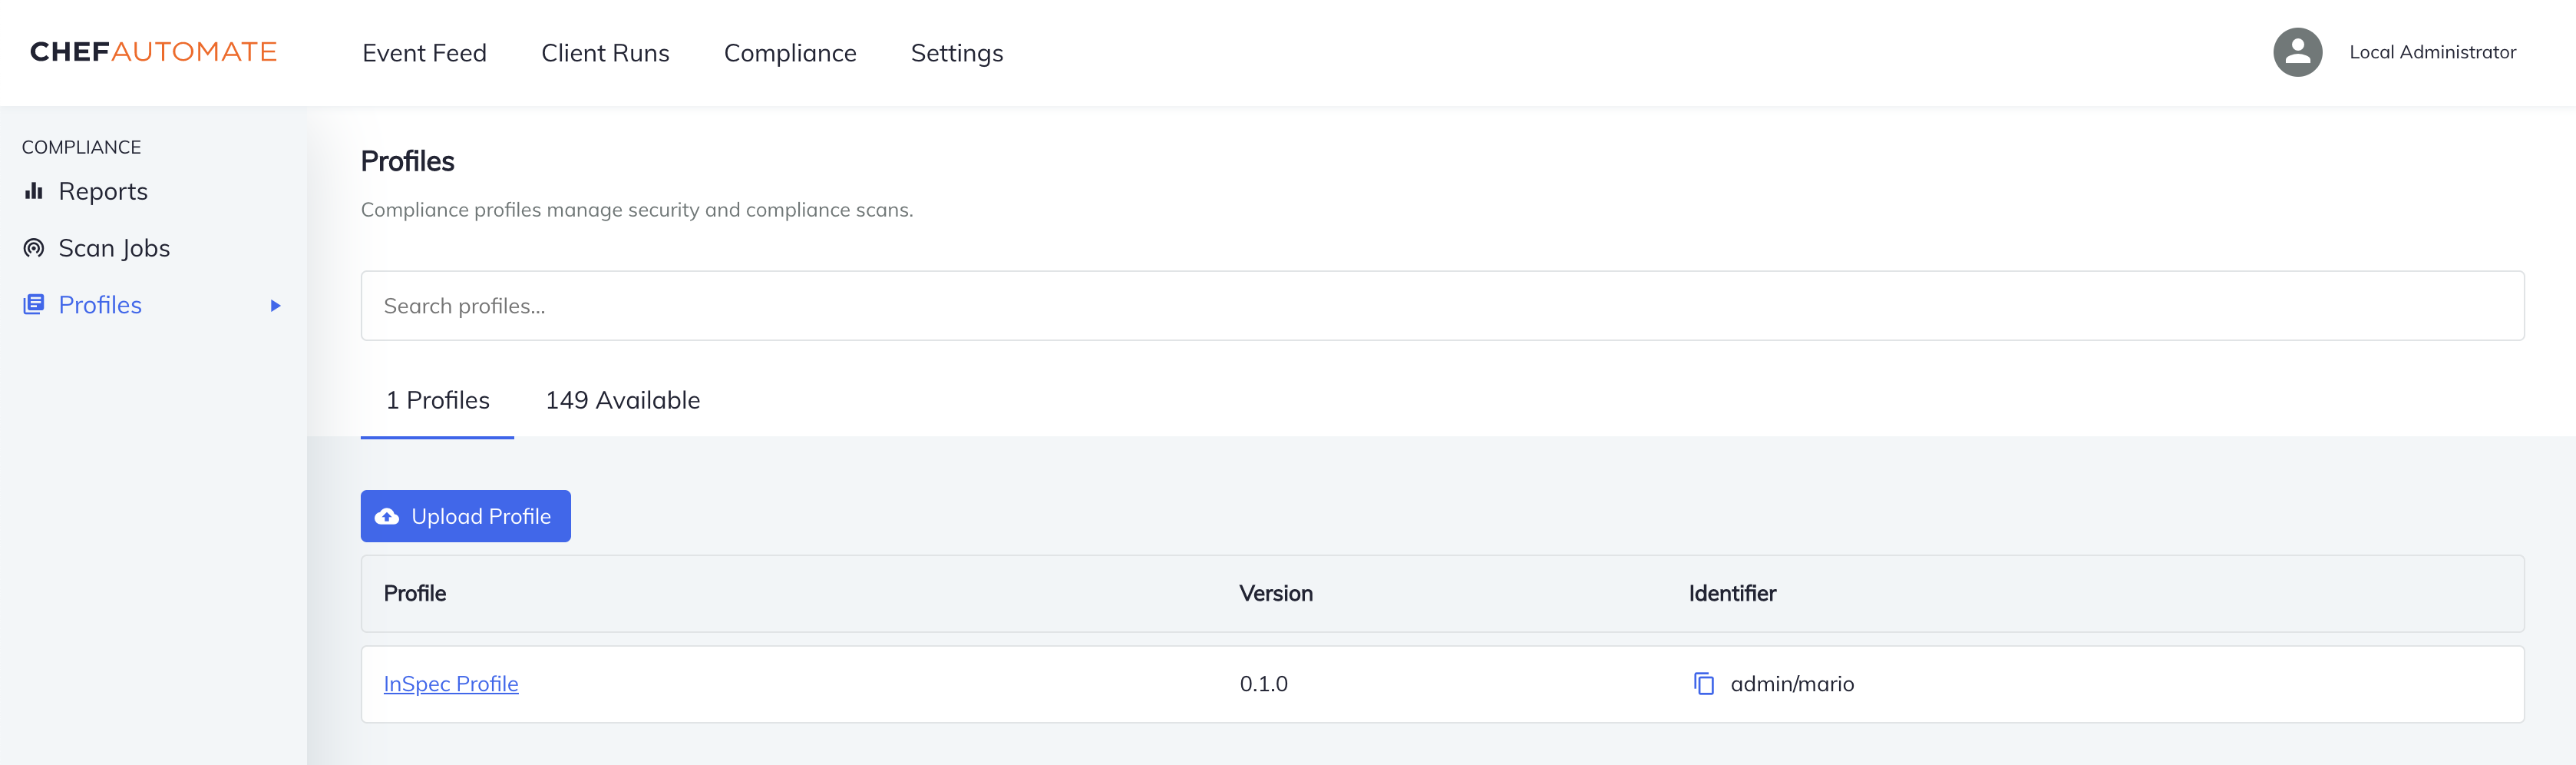 CHEFAUTOMATE
Event Feed
Client Runs
Compliance
Settings
Local Administrator
COMPLIANCE
Reports
Scan Jobs
Profiles
Profiles
Compliance profiles manage security and compliance scans.
Search profiles...
1 Profiles
149 Available
Upload Profile
Profile Version Identifier
InSpec Profile 0.1.0 admin/mario